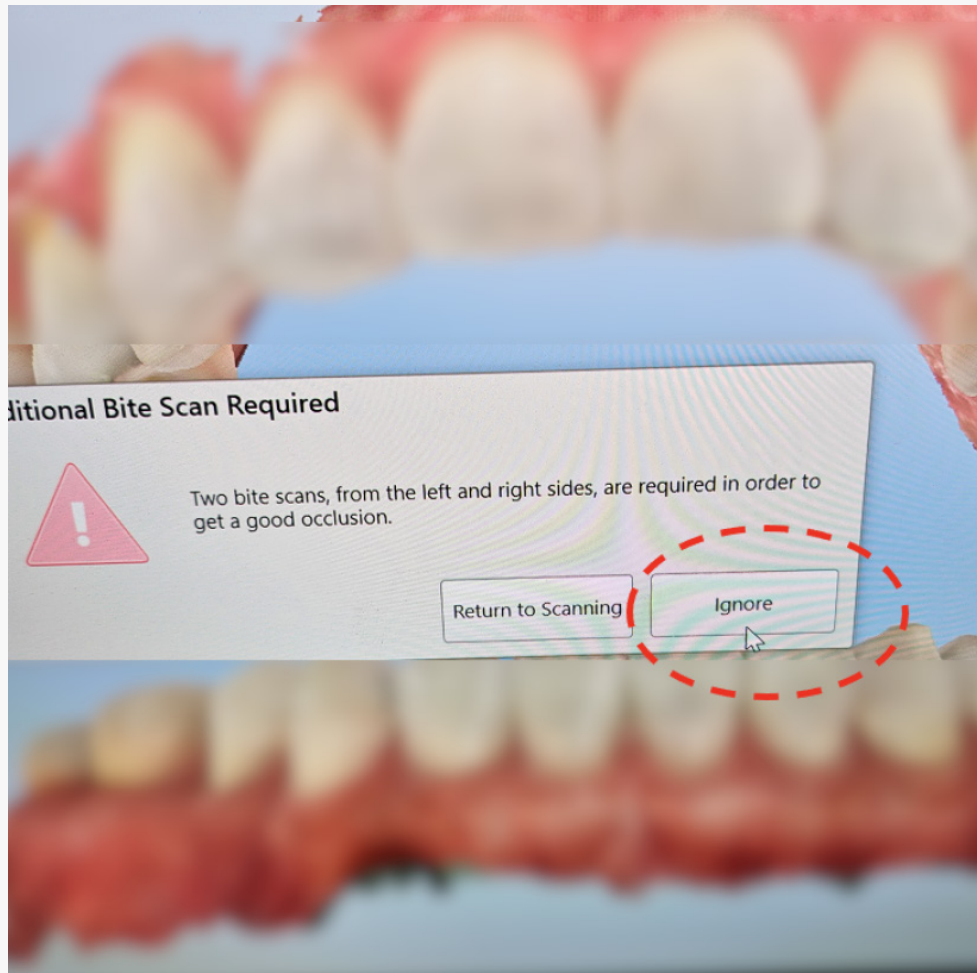 ditional Bite Scan Required
Two bite scans, from the left and right sides, are required in order to
get a good occlusion.
Return to Scanning
Ignore